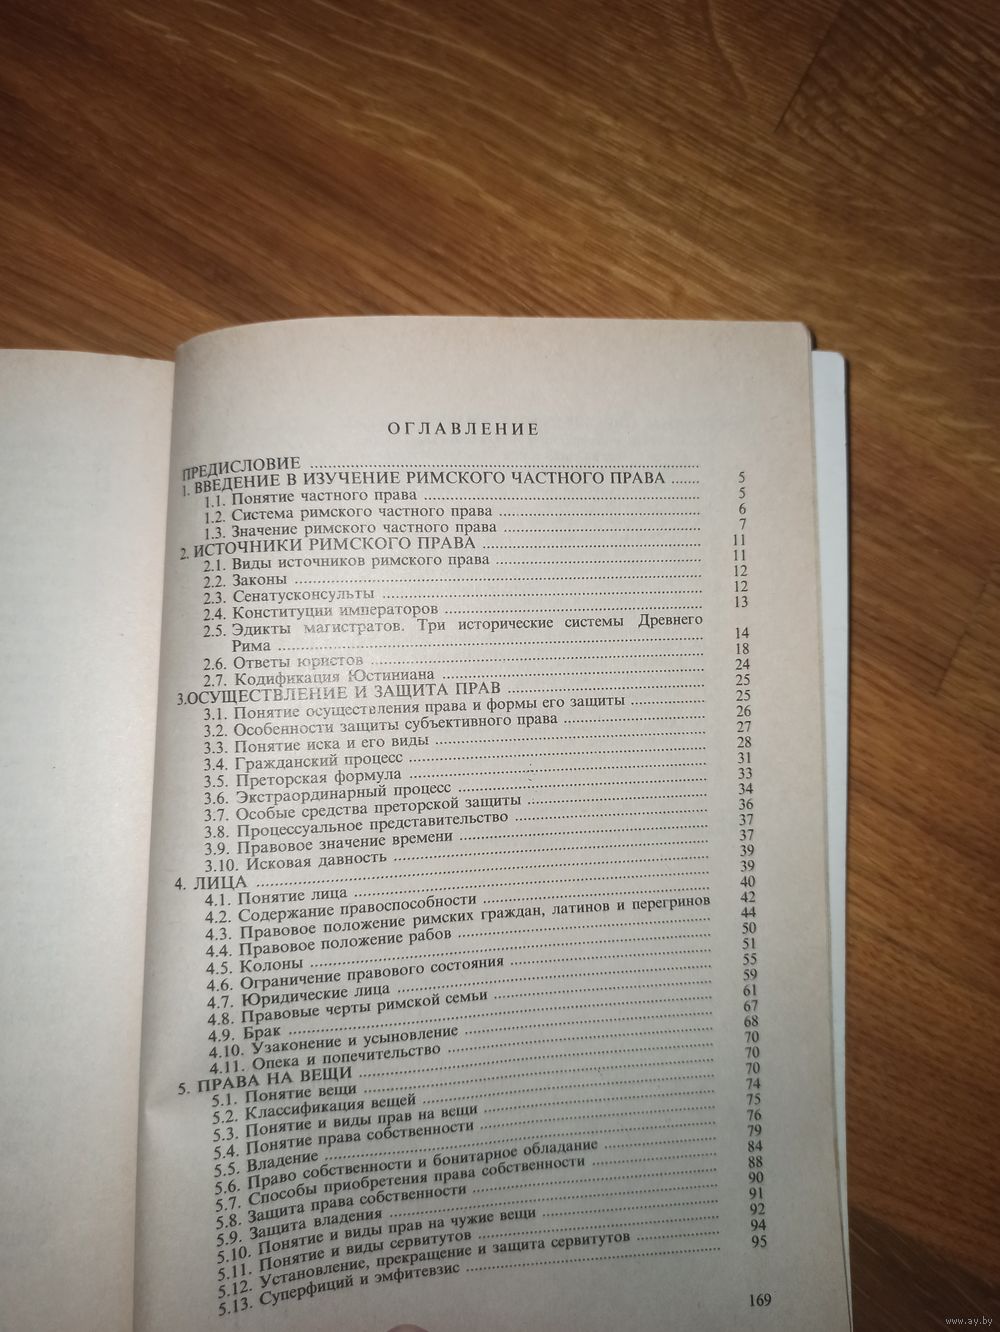 ОГЛАВЛЕНИЕ
ПРЕДИСЛОВИЕ ....................
1. ВВЕДЕНИЕ В ИЗУЧЕНИЕ РИМСКОГО ЧАСТНОГО ПРАВА ....... 5
1.1. Понятие частного права .......... 5
1.2. Система римского частного права .......... 6
1.3. Значение римского частного права .......... 7
2. ИСТОЧНИКИ РИМСКОГО ПРАВА .......... 11
2.1. Виды источников римского права .......... 11
2.2. Законы .......... 12
2.3. Сенатусконсульты .......... 12
2.4. Конституции императоров .......... 13
2.5. Эдикты магистратов. Три исторические системы Древнего
Рима .......... 14
2.6. Ответы юристов .......... 18
2.7. Кодификация Юстиниана .......... 24
3.ОСУЩЕСТВЛЕНИЕ И ЗАЩИТА ПРАВ .......... 25
3.1. Понятие осуществления права и формы его защиты .......... 25
3.2. Особенности защиты субъективного права .......... 26
3.3. Понятие иска и его виды .......... 27
3.4. Гражданский процесс .......... 28
3.5. Преторская формула .......... 31
3.6. Экстраординарный процесс .......... 33
3.7. Особые средства преторской защиты .......... 34
3.8. Процессуальное представительство .......... 36
3.9. Правовое значение времени .......... 37
3.10. Исковая давность .......... 37
4. ЛИЦА .......... 39
4.1. Понятие лица .......... 39
4.2. Содержание правоспособности .......... 40
4.3. Правовое положение римских граждан, латинов и перегринов 42
4.4. Правовое положение рабов .......... 44
4.5. Колоны .......... 50
4.6. Ограничение правового состояния .......... 51
4.7. Юридические лица .......... 55
4.8. Правовые черты римской семьи .......... 59
4.9. Брак .......... 61
4.10. Узаконение и усыновление .......... 67
4.11. Опека и попечительство .......... 68
5. ПРАВА НА ВЕЩИ .......... 70
5.1. Понятие вещи .......... 70
5.2. Классификация вещей .......... 70
5.3. Понятие и виды прав на вещи .......... 74
5.4. Понятие права собственности .......... 75
5.5. Владение .......... 76
5.6. Право собственности и бонитарное обладание .......... 79
5.7. Способы приобретения права собственности .......... 84
5.8. Защита права собственности .......... 88
5.9. Защита владения .......... 90
5.10. Понятие и виды прав на чужие вещи .......... 91
5.11. Понятие и виды сервитутов .......... 92
5.12. Установление, прекращение и защита сервитутов .......... 94
5.13. Суперфиций и эмфитевзис .......... 95
169
www.ay.by